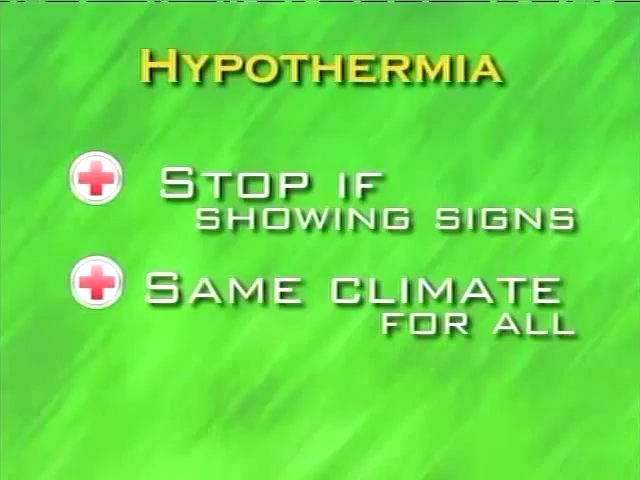 HYPOTHERMIA
STOP IF
SHOWING SIGNS
SAME CLIMATE
FOR ALL